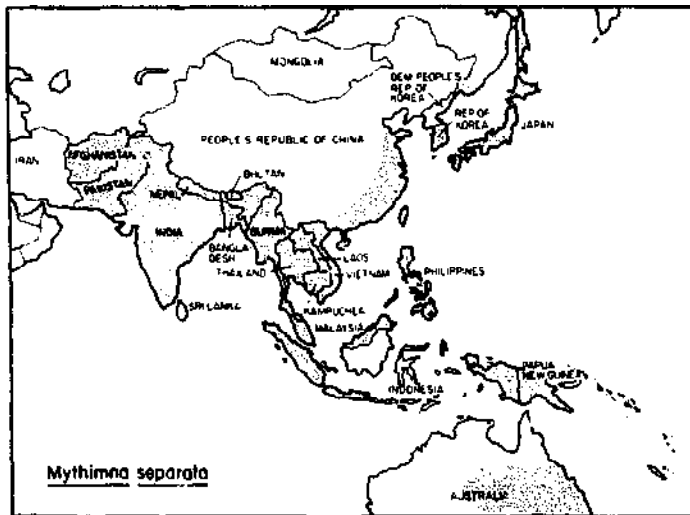 MONGOLIA
DEM PEOPLE'S
REP OF
KOREA
REP OF
KOREA
JAPAN
PEOPLE'S REPUBLIC OF CHINA
IRAN
AFGHANISTAN
PAKISTAN
NEPAL
BHUTAN
INDIA
BANGLA
DESH
BURMA
LAOS
THAILAND
VIETNAM
PHILIPPINES
SRI LANKA
KAMPUCHEA
MALAYSIA
INDONESIA
PAPUA
NEW GUINEA
Mythimna separata
AUSTRALIA